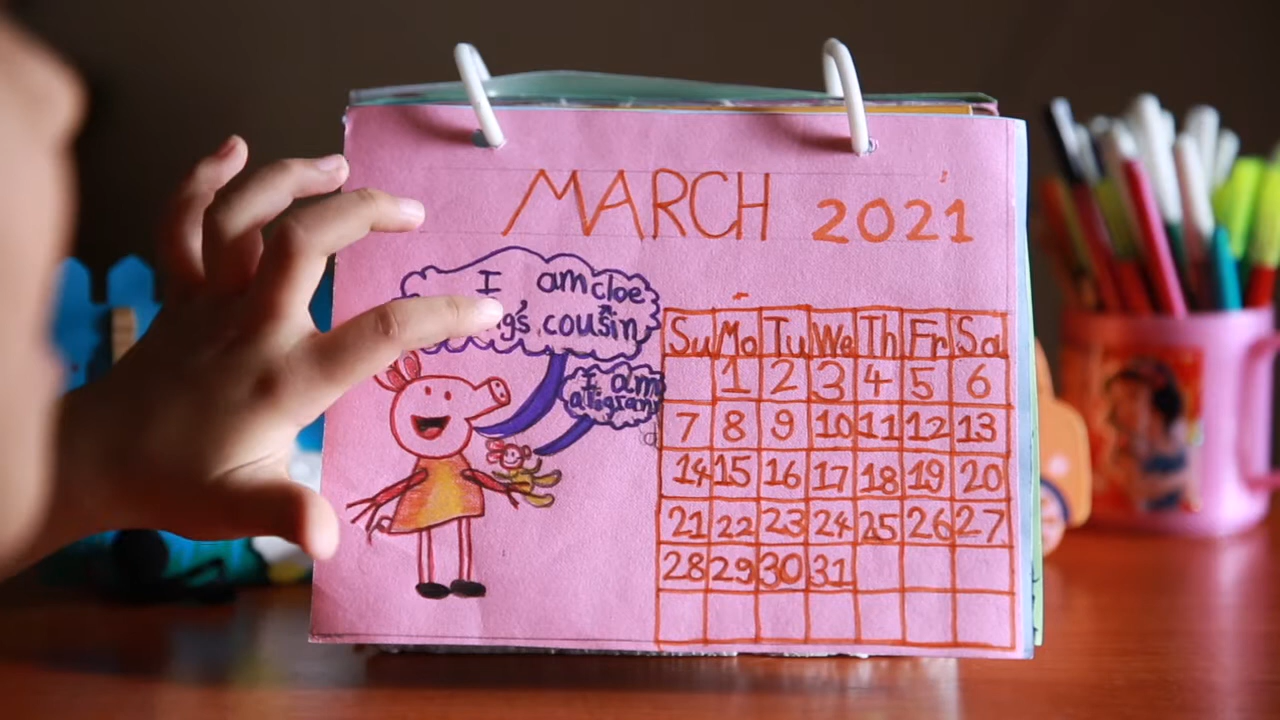 MARCH 2021
I am cloe
g's cousin
I am
Su Mo Tu We Th Fr Sa
1 2 3 4 5 6
7 8 9 10 11 12 13
14 15 16 17 18 19 20
21 22 23 24 25 26 27
28 29 30 31